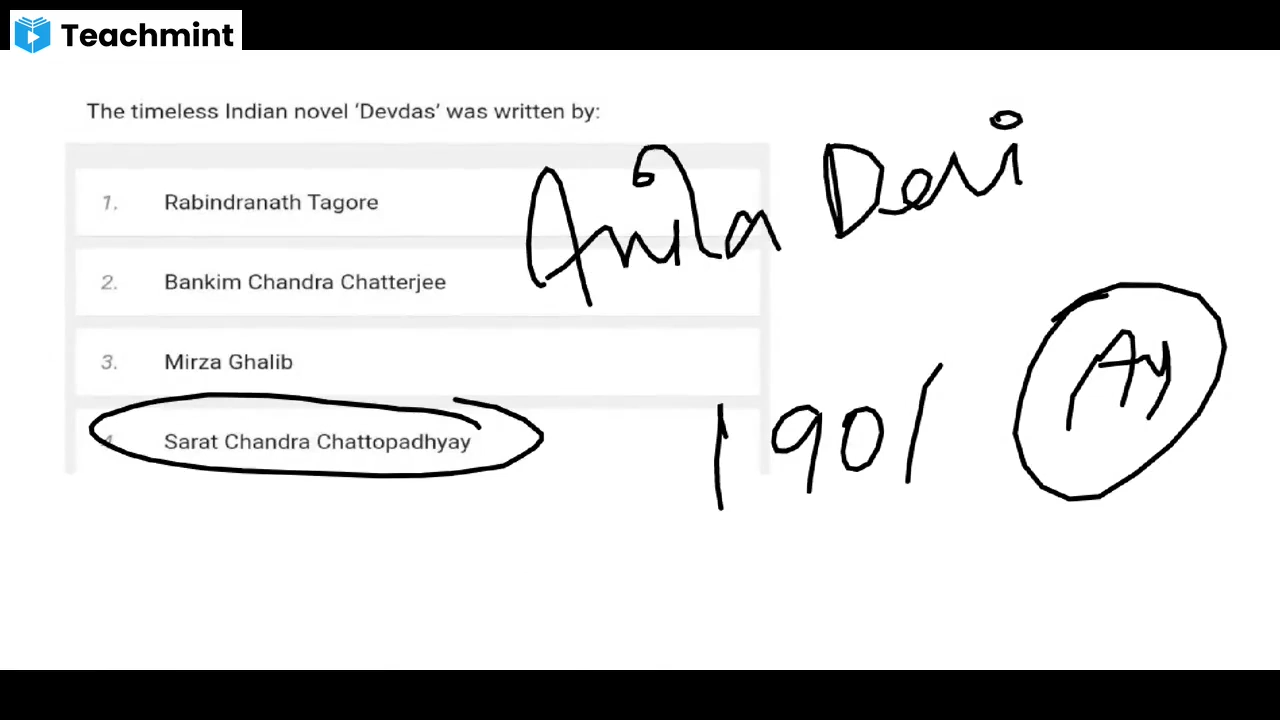 Teachmint
The timeless Indian novel ‘Devdas’ was written by:
1. Rabindranath Tagore
2. Bankim Chandra Chatterjee
3. Mirza Ghalib
Sarat Chandra Chattopadhyay
Anila Devi
1901